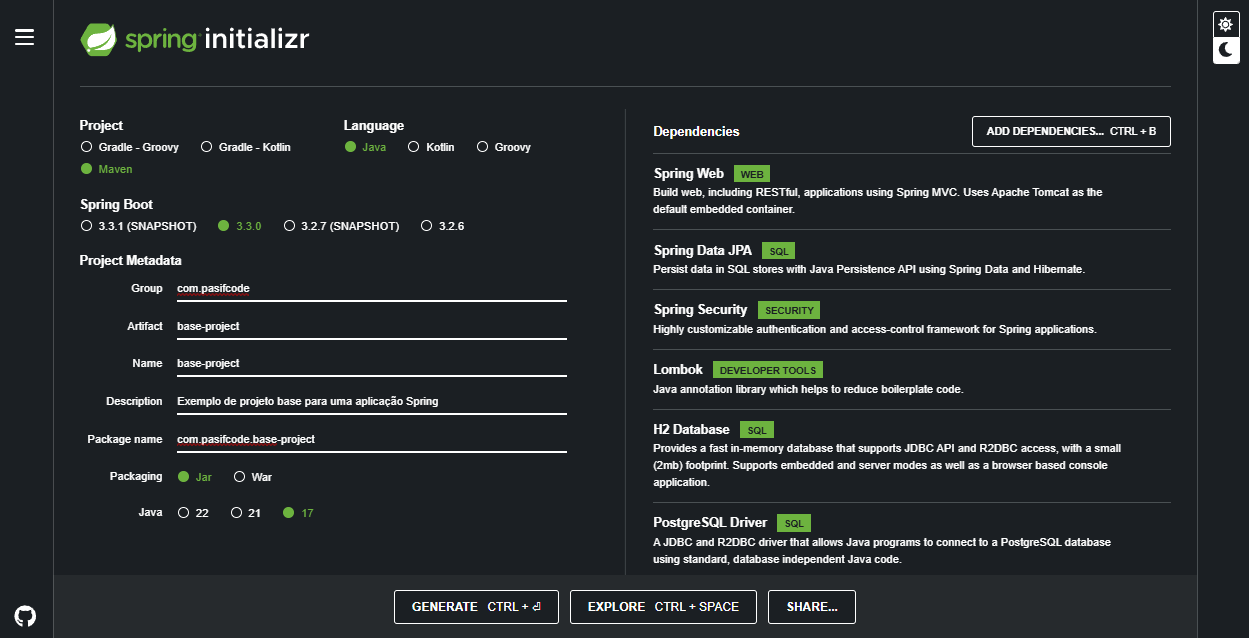 spring initializr
Project
Gradle - Groovy Gradle - Kotlin
Maven
Language
Java Kotlin Groovy
Spring Boot
3.3.1 (SNAPSHOT) 3.3.0 3.2.7 (SNAPSHOT) 3.2.6
Project Metadata
Group com.pasifcode
Artifact base-project
Name base-project
Description Exemplo de projeto base para uma aplicação Spring
Package name com.pasifcode.base-project
Packaging Jar War
Java 22 21 17
Dependencies ADD DEPENDENCIES... CTRL + B
Spring Web WEB
Build web, including RESTful, applications using Spring MVC. Uses Apache Tomcat as the
default embedded container.
Spring Data JPA SQL
Persist data in SQL stores with Java Persistence API using Spring Data and Hibernate.
Spring Security SECURITY
Highly customizable authentication and access-control framework for Spring applications.
Lombok DEVELOPER TOOLS
Java annotation library which helps to reduce boilerplate code.
H2 Database SQL
Provides a fast in-memory database that supports JDBC API and R2DBC access, with a small
(2mb) footprint. Supports embedded and server modes as well as a browser based console
application.
PostgreSQL Driver SQL
A JDBC and R2DBC driver that allows Java programs to connect to a PostgreSQL database
using standard, database independent Java code.
GENERATE CTRL + ⏎ EXPLORE CTRL + SPACE SHARE...